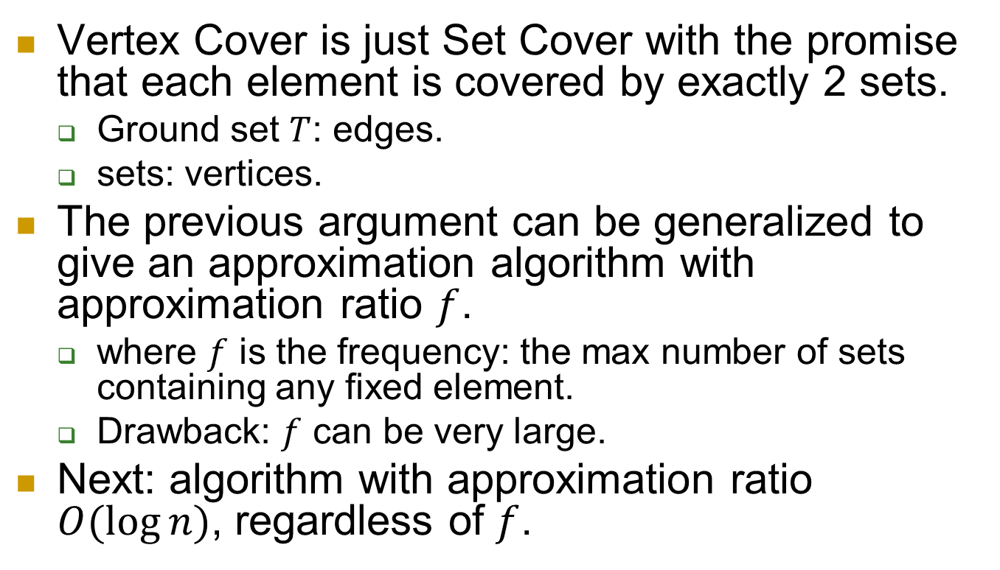 Vertex Cover is just Set Cover with the promise
that each element is covered by exactly 2 sets.
Ground set 𝑇: edges.
sets: vertices.
The previous argument can be generalized to
give an approximation algorithm with
approximation ratio 𝑓.
where 𝑓 is the frequency: the max number of sets
containing any fixed element.
Drawback: 𝑓 can be very large.
Next: algorithm with approximation ratio
𝑂(log 𝑛), regardless of 𝑓.